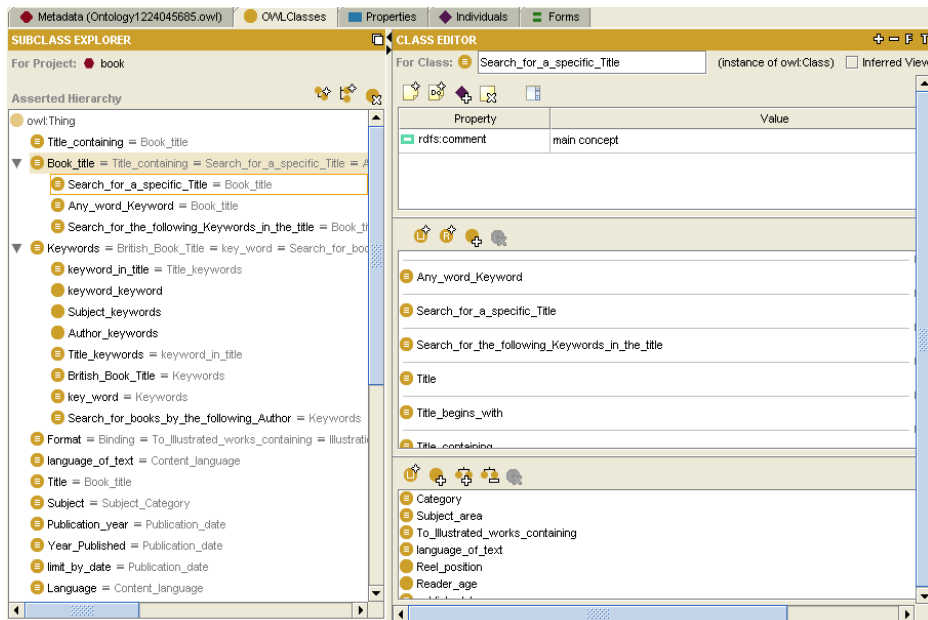 Metadata (Ontology1224045685.owl) OWLClasses Properties Individuals Forms
SUBCLASS EXPLORER
For Project: book
Asserted Hierarchy
owl:Thing
Title_containing = Book_title
Book_title = Title_containing = Search_for_a_specific_Title = A
Search_for_a_specific_Title = Book_title
Any_word_Keyword = Book_title
Search_for_the_following_Keywords_in_the_title = Book_ti
Keywords = British_Book_Title = key_word = Search_for_boo
keyword_in_title = Title_keywords
keyword_keyword
Subject_keywords
Author_keywords
Title_keywords = keyword_in_title
British_Book_Title = Keywords
key_word = Keywords
Search_for_books_by_the_following_Author = Keywords
Format = Binding = To_Illustrated_works_containing = Illustrati
language_of_text = Content_language
Title = Book_title
Subject = Subject_Category
Publication_year = Publication_date
Year_Published = Publication_date
limit_by_date = Publication_date
Language = Content_language
CLASS EDITOR
F T
For Class: Search_for_a_specific_Title (instance of owl:Class) Inferred View
Property Value
rdfs:comment main concept
Any_word_Keyword
Search_for_a_specific_Title
Search_for_the_following_Keywords_in_the_title
Title
Title_begins_with
Title_containing
Category
Subject_area
To_Illustrated_works_containing
language_of_text
Reel_position
Reader_age